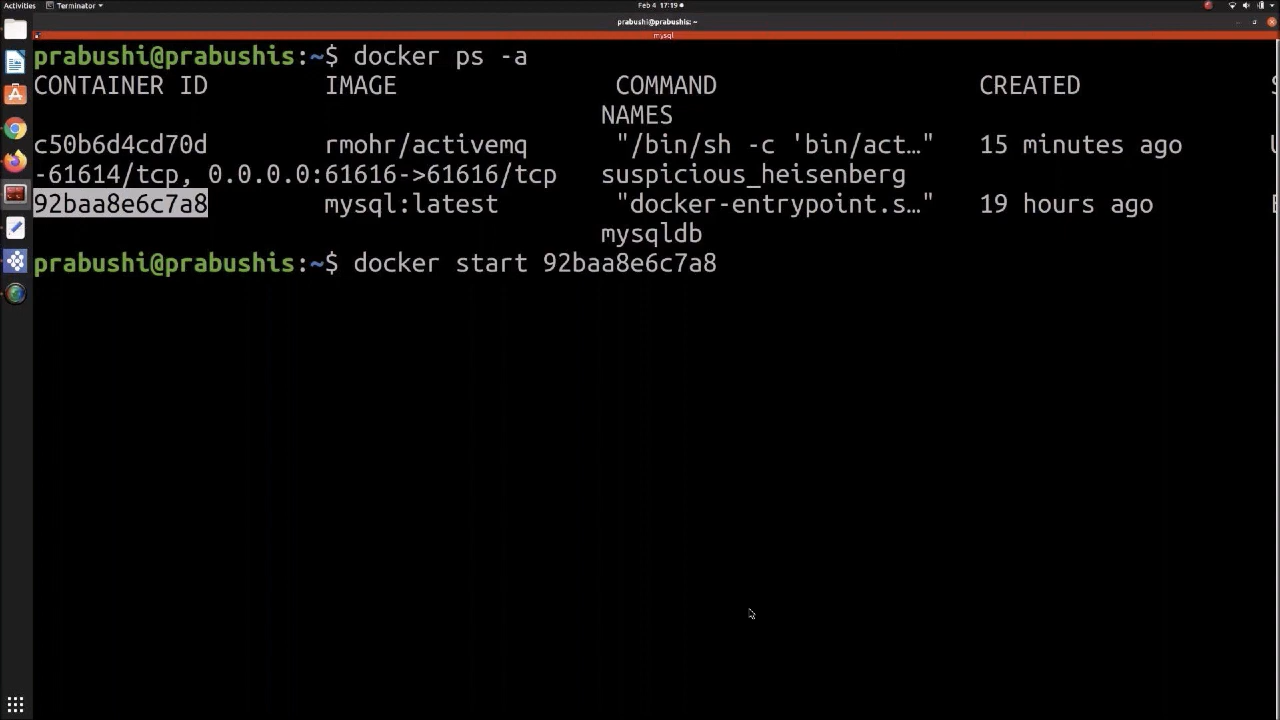 Activities Terminator Feb 4 17:19
prabushi@prabushis: ~
mysql
prabushi@prabushis:~$ docker ps -a
CONTAINER ID IMAGE COMMAND CREATED
NAMES
c50b6d4cd70d rmohr/activemq "/bin/sh -c 'bin/act…" 15 minutes ago
-61614/tcp, 0.0.0.0:61616->61616/tcp suspicious_heisenberg
92baa8e6c7a8 mysql:latest "docker-entrypoint.s…" 19 hours ago
mysqldb
prabushi@prabushis:~$ docker start 92baa8e6c7a8